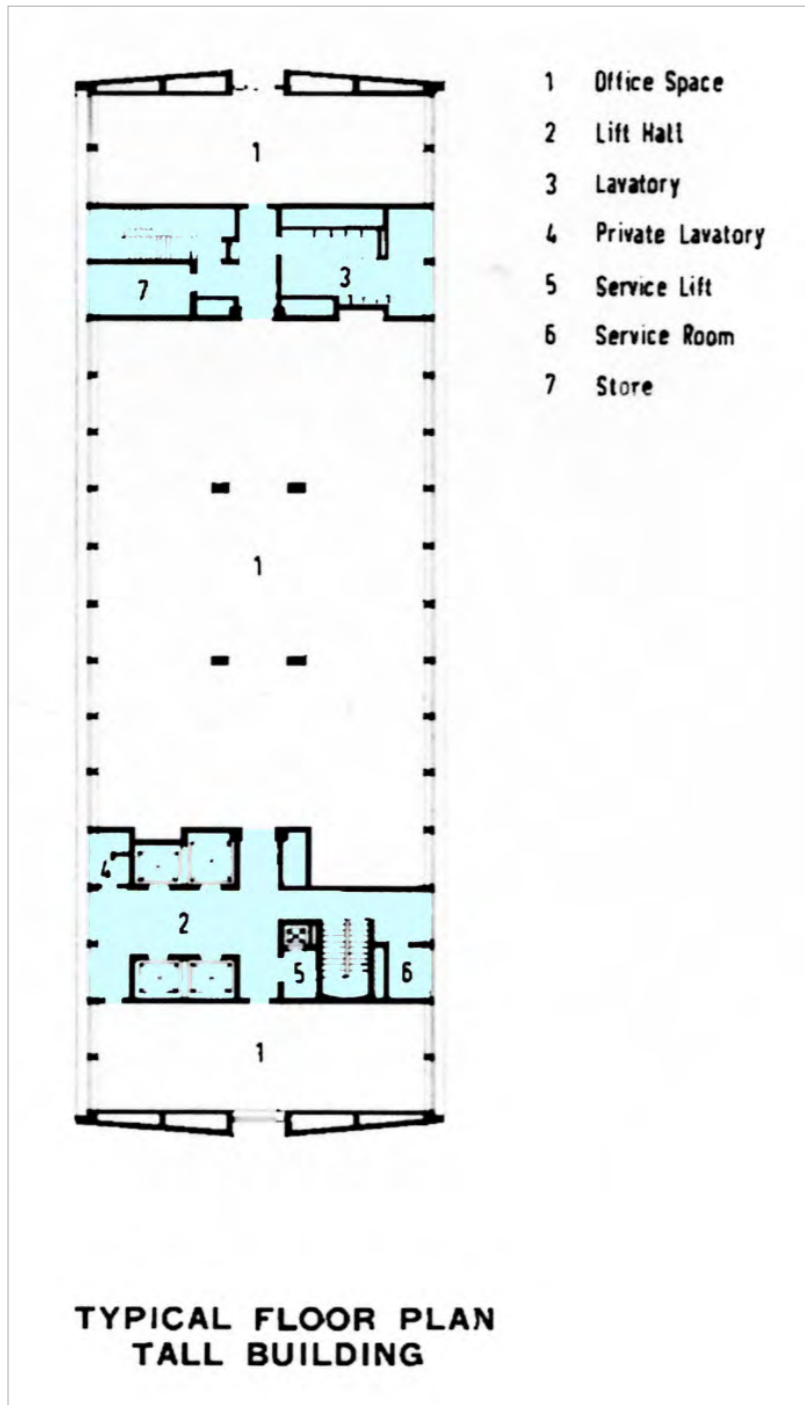 1 Office Space
2 Lift Hall
3 Lavatory
4 Private Lavatory
5 Service Lift
6 Service Room
7 Store
1
7
3
1
4
2
5
6
1
TYPICAL FLOOR PLAN
TALL BUILDING